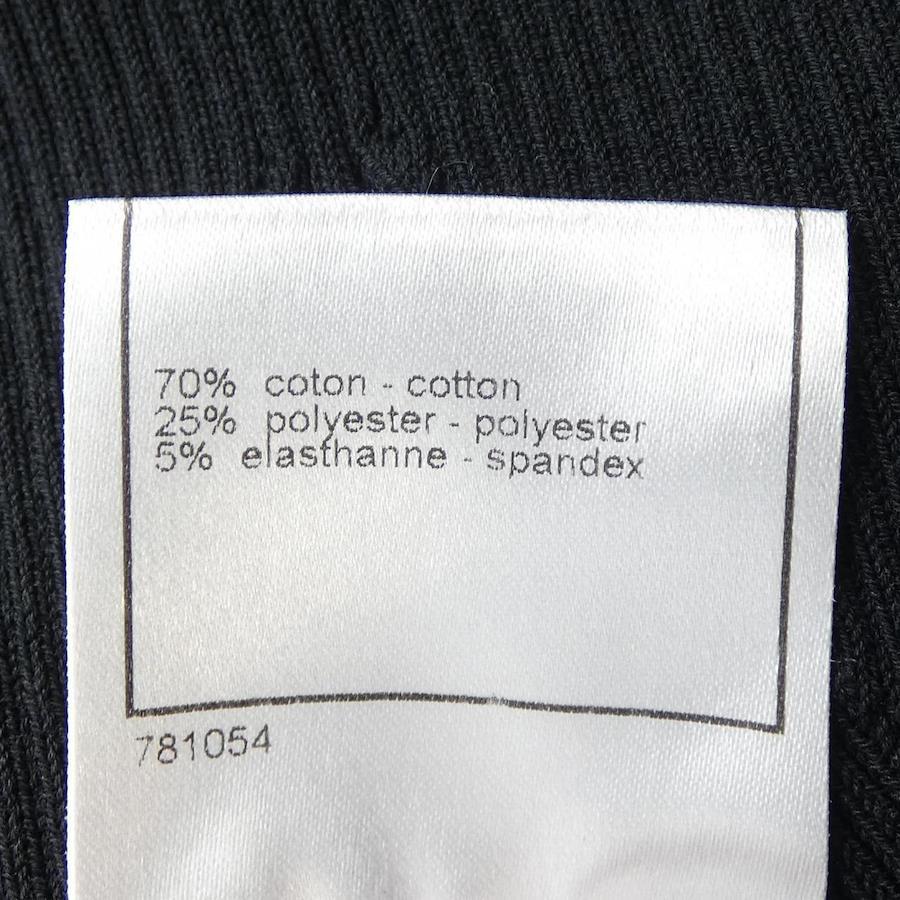 70% coton - cotton
25% polyester - polyester
5% elasthanne - spandex
781054